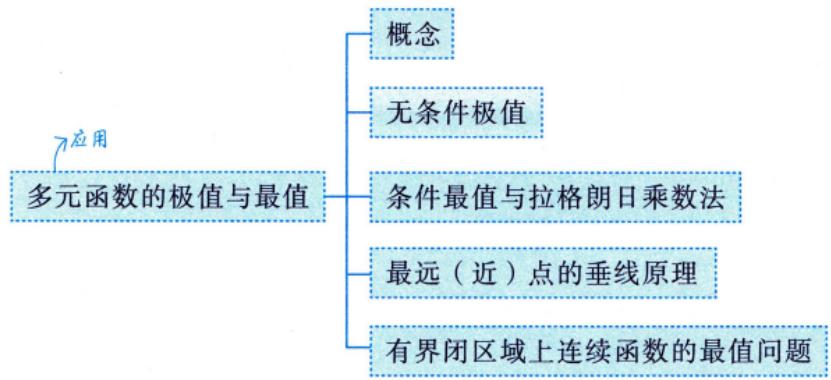 概念
无条件极值
应用
多元函数的极值与最值
条件最值与拉格朗日乘数法
最远（近）点的垂线原理
有界闭区域上连续函数的最值问题